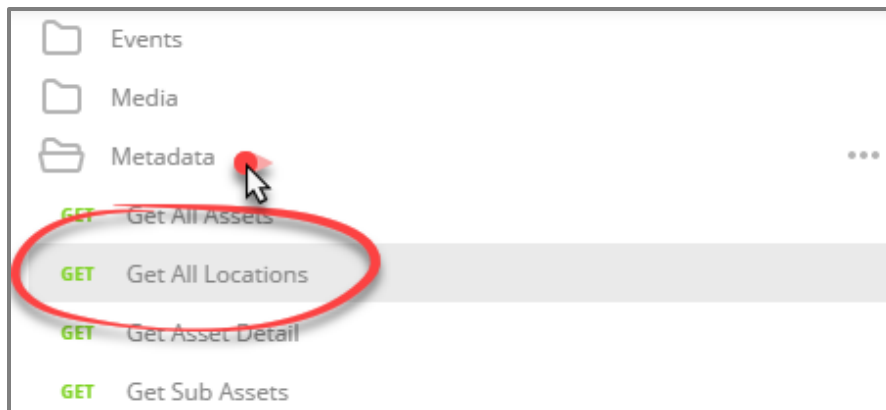 Events
Media
Metadata
GET Get All Assets
GET Get All Locations
GET Get Asset Detail
GET Get Sub Assets